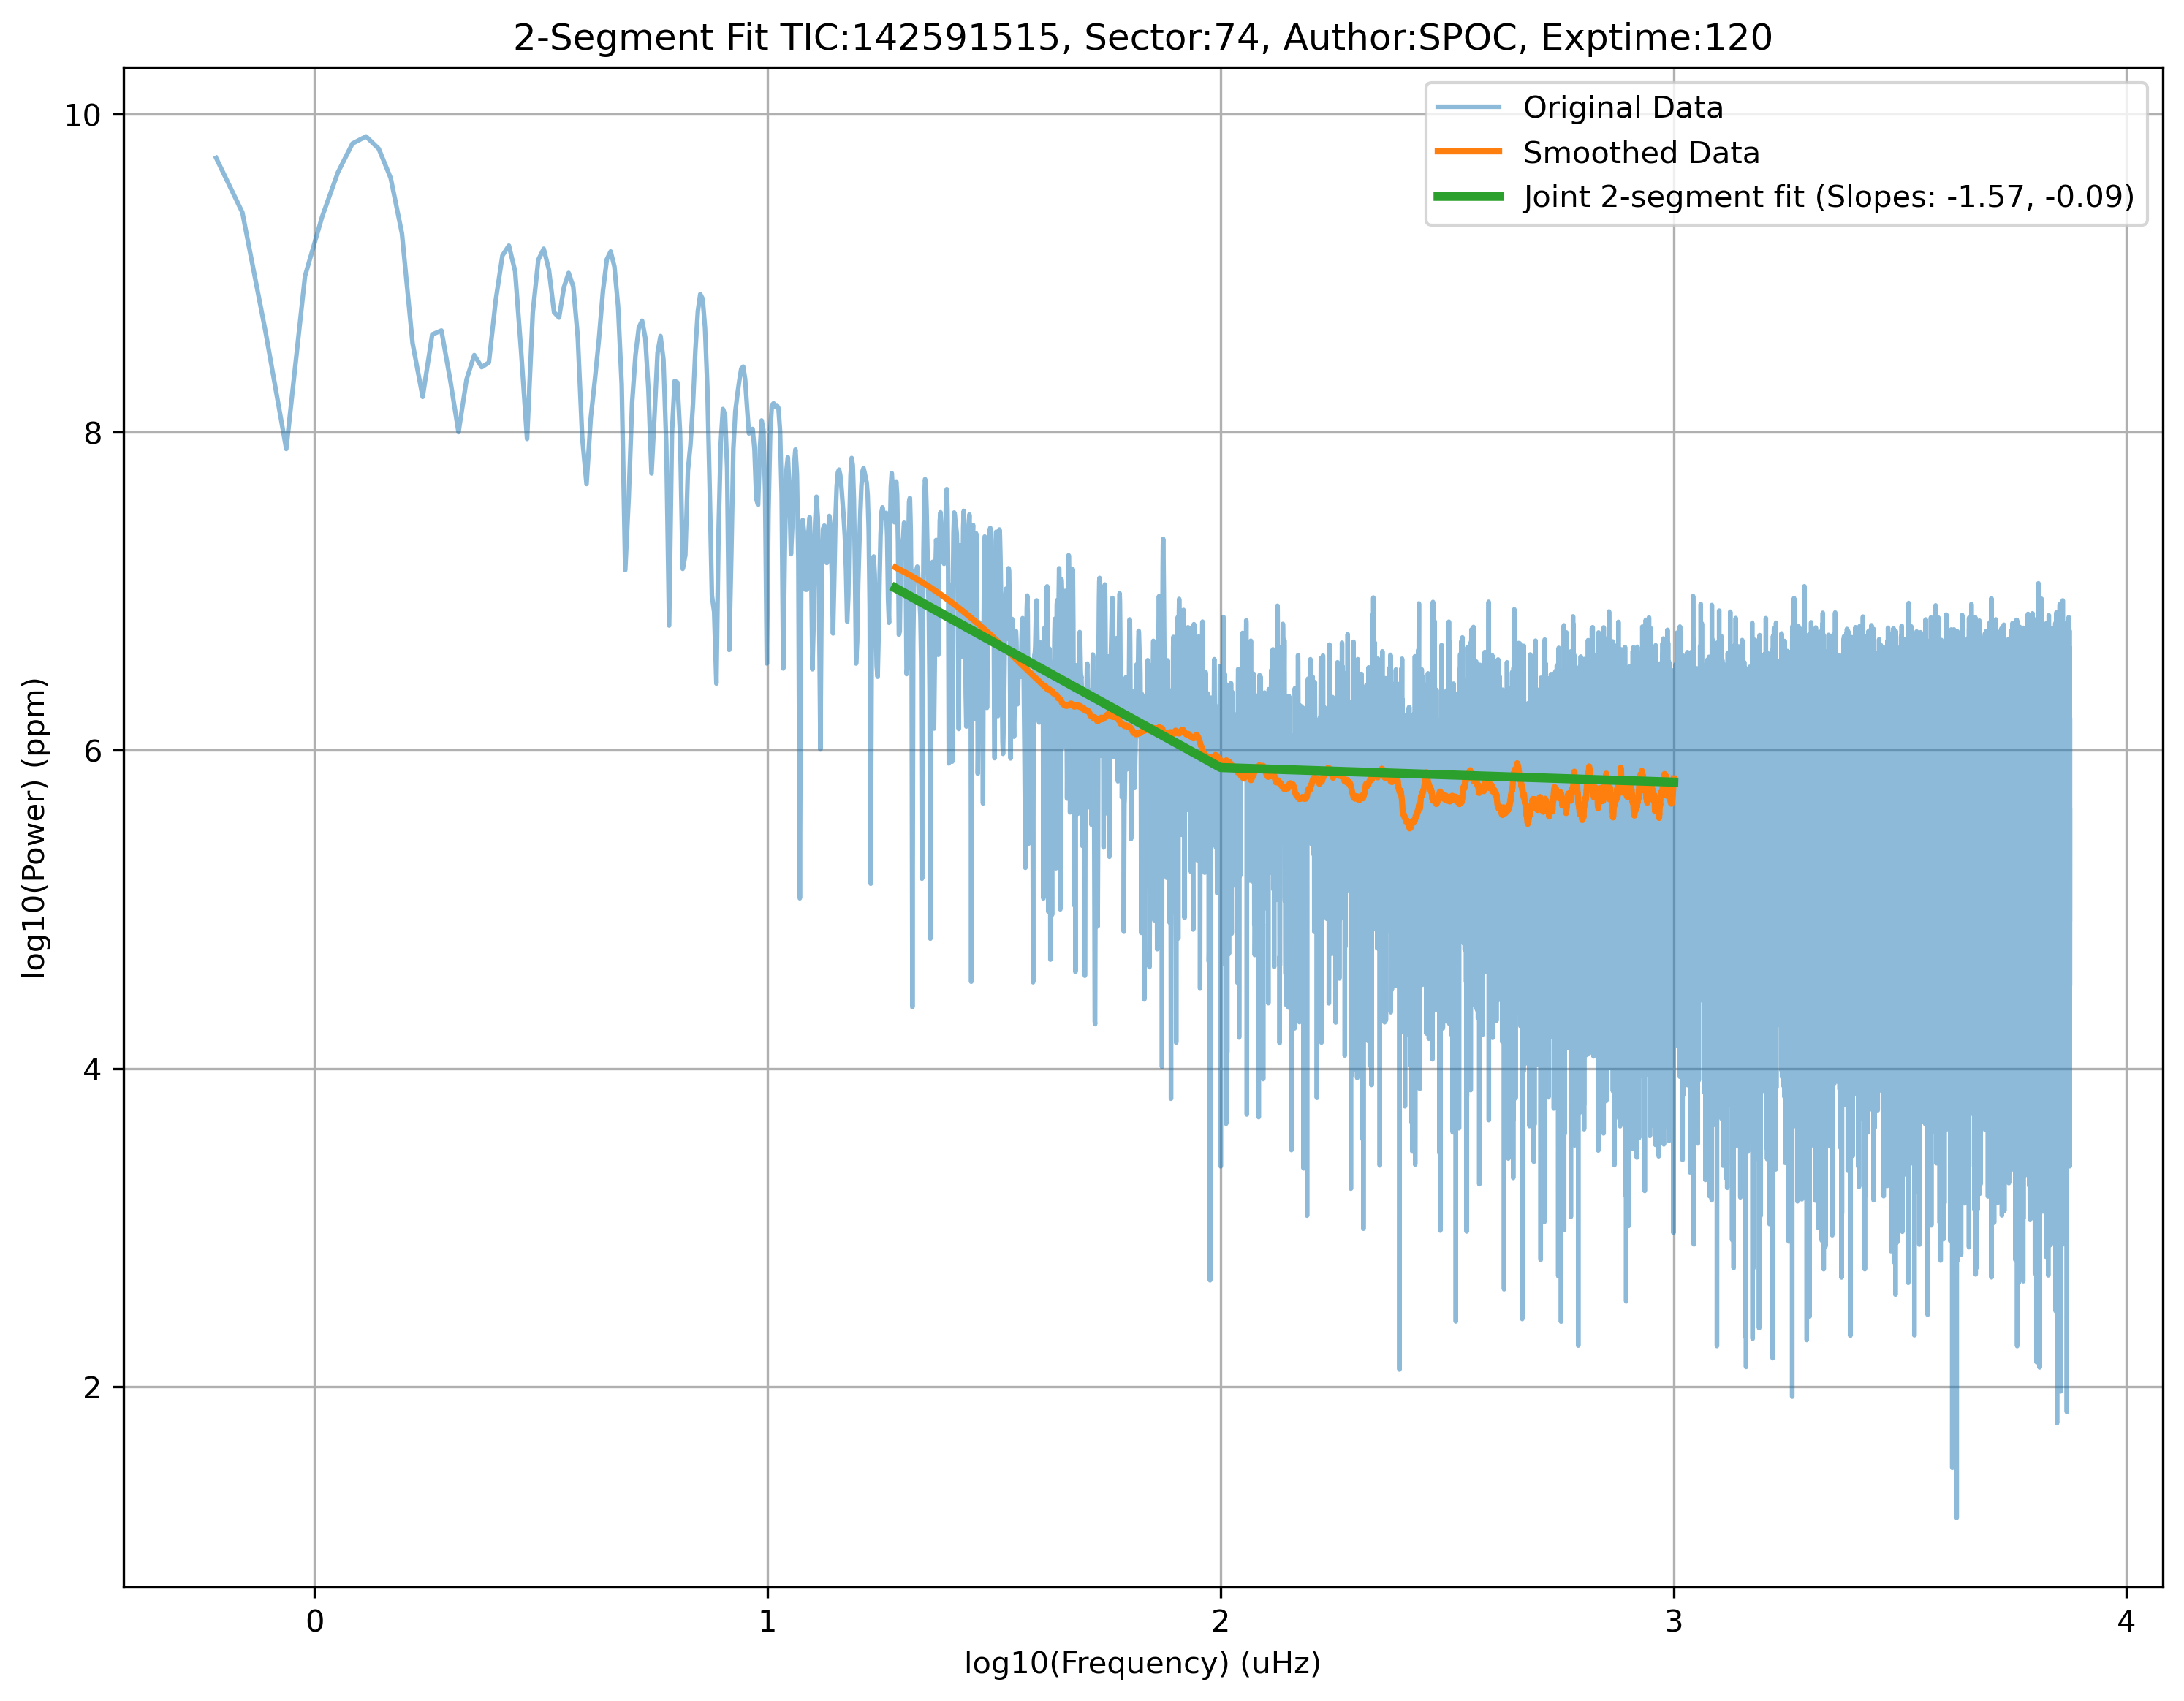 2-Segment Fit TIC:142591515, Sector:74, Author:SPOC, Exptime:120
Original Data
Smoothed Data
Joint 2-segment fit (Slopes: -1.57, -0.09)
log10(Power) (ppm)
10
8
6
4
2
0 1 2 3 4
log10(Frequency) (uHz)